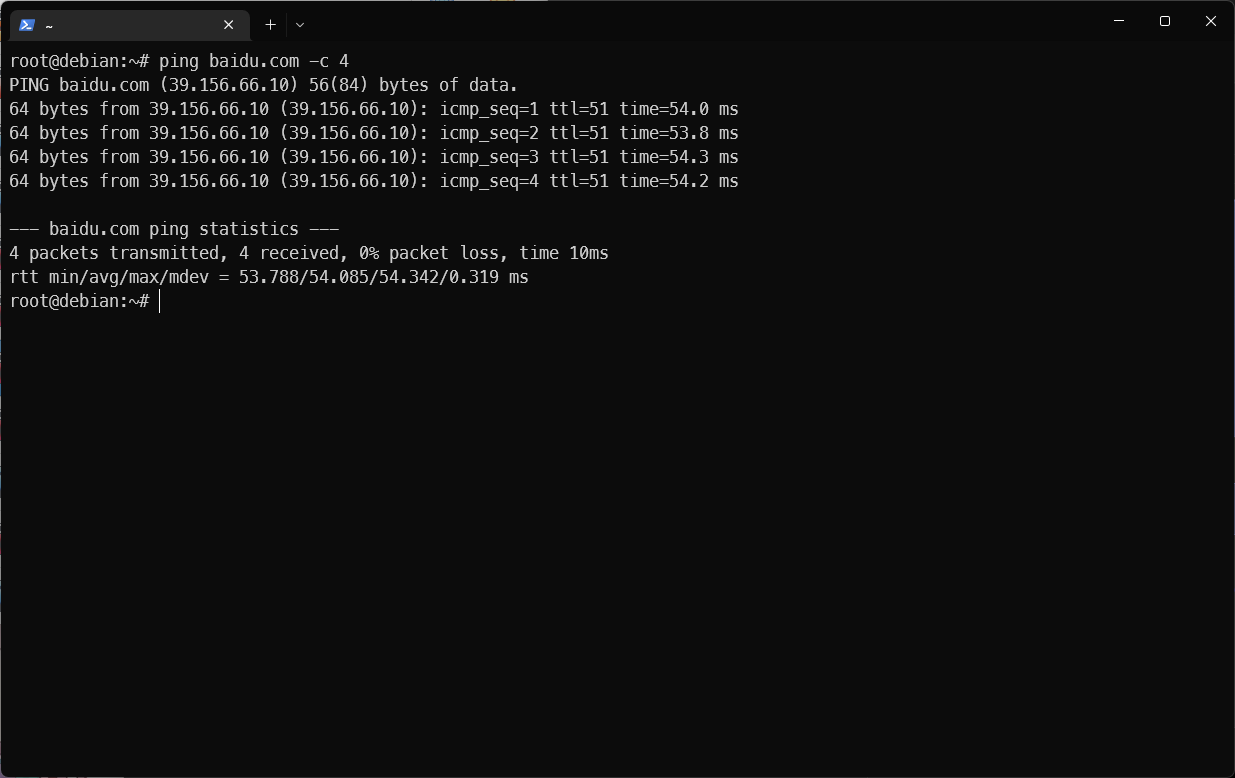 ~
root@debian:~# ping baidu.com -c 4
PING baidu.com (39.156.66.10) 56(84) bytes of data.
64 bytes from 39.156.66.10 (39.156.66.10): icmp_seq=1 ttl=51 time=54.0 ms
64 bytes from 39.156.66.10 (39.156.66.10): icmp_seq=2 ttl=51 time=53.8 ms
64 bytes from 39.156.66.10 (39.156.66.10): icmp_seq=3 ttl=51 time=54.3 ms
64 bytes from 39.156.66.10 (39.156.66.10): icmp_seq=4 ttl=51 time=54.2 ms
--- baidu.com ping statistics ---
4 packets transmitted, 4 received, 0% packet loss, time 10ms
rtt min/avg/max/mdev = 53.788/54.085/54.342/0.319 ms
root@debian:~#